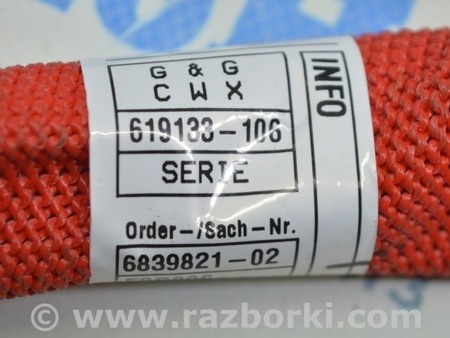 G & G
C W X
619133-106
SERIE
Order-/Sach-Nr.
6839821-02
INFO
© www.razborki.com